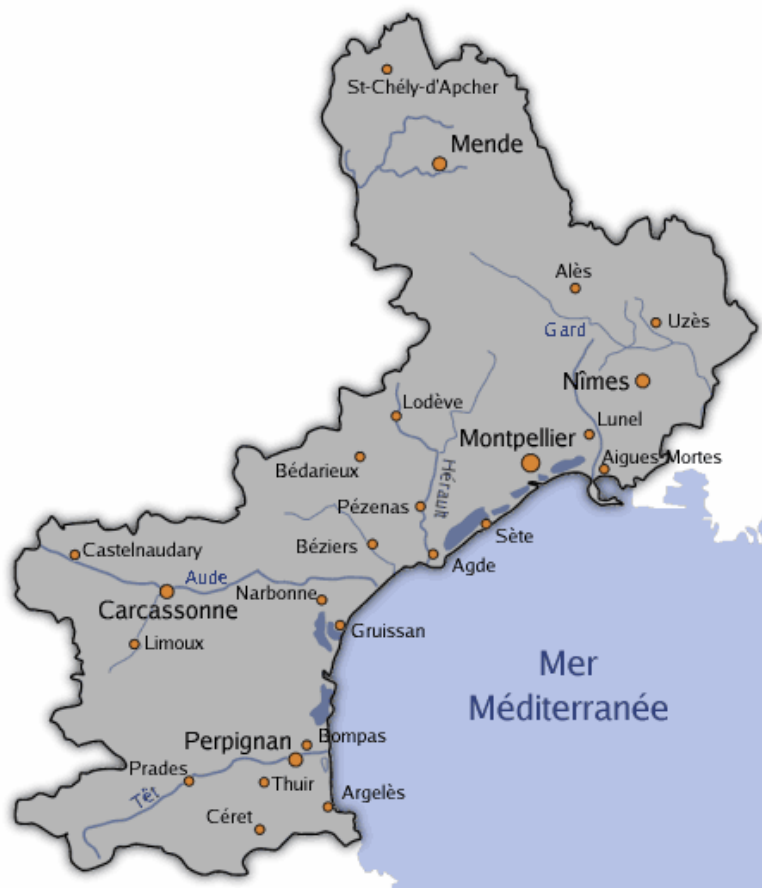 St-Chély-d'Apcher
Mende
Alès
Gard
Uzès
Nîmes
Lodève
Lunel
Montpellier
Aigues-Mortes
Bédarieux
Hérault
Pézenas
Sète
Béziers
Castelnaudary
Agde
Aude
Narbonne
Carcassonne
Gruissan
Limoux
Mer
Méditerranée
Perpignan
Bompas
Prades
Thuir
Têt
Argelès
Céret